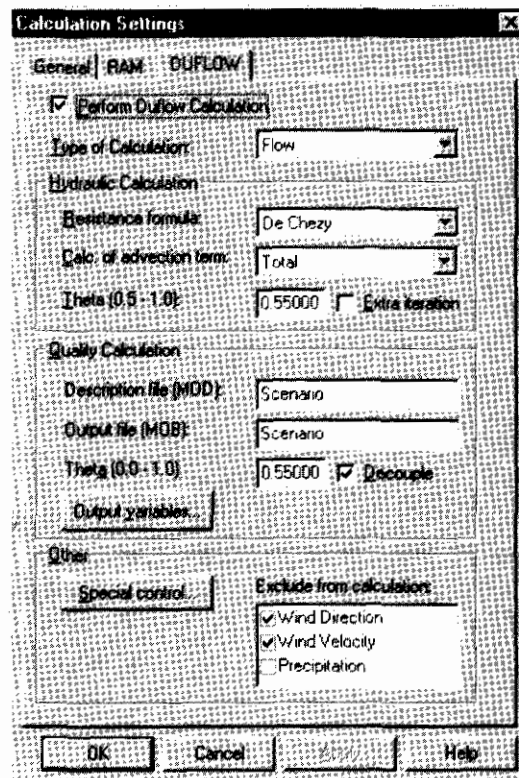 Calculation Settings
General RAM DUFLOW
Perform Duflow Calculation
Type of Calculation: Flow
Hydraulic Calculation
Resistance formula: De Chezy
Calc. of advection term: Total
Theta (0.5 - 1.0): 0.55000 Extra iteration
Quality Calculation
Description file (MOD): Scenario
Output file (MOB): Scenario
Theta (0.0 - 1.0) 0.55000 Decouple
Output variables...
Other
Special control... Exclude from calculation:
Wind Direction
Wind Velocity
Precipitation
OK Cancel Apply Help